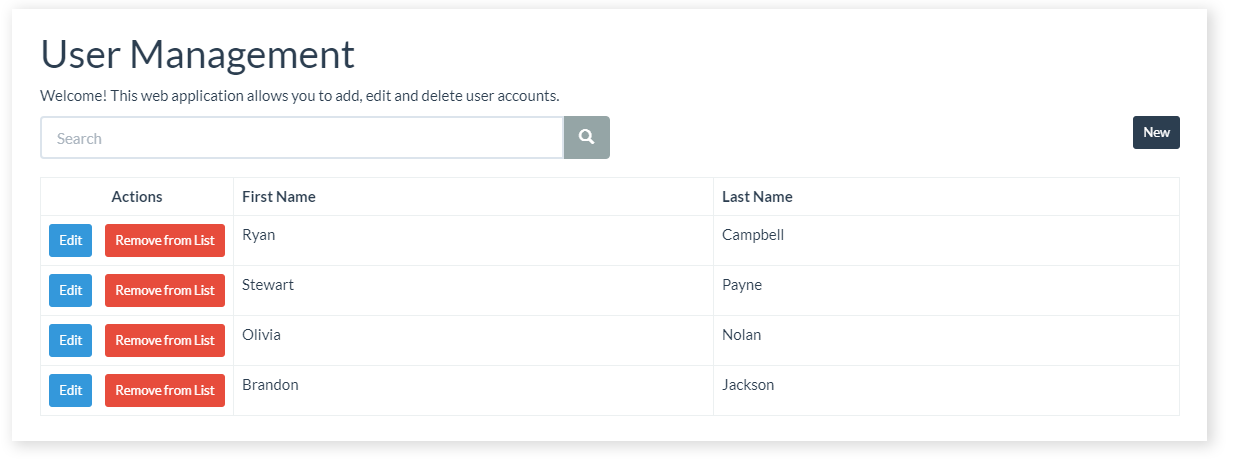 User Management
Welcome! This web application allows you to add, edit and delete user accounts.
Search
New
Actions First Name Last Name
Edit Remove from List Ryan Campbell
Edit Remove from List Stewart Payne
Edit Remove from List Olivia Nolan
Edit Remove from List Brandon Jackson